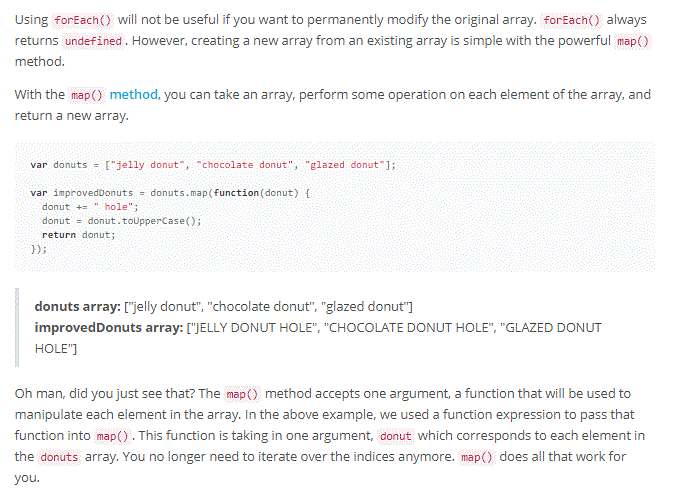 Using forEach() will not be useful if you want to permanently modify the original array. forEach() always
returns undefined. However, creating a new array from an existing array is simple with the powerful map()
method.
With the map() method, you can take an array, perform some operation on each element of the array, and
return a new array.
var donuts = ["jelly donut", "chocolate donut", "glazed donut"];
var improvedDonuts = donuts.map(function(donut) {
  donut += " hole";
  donut = donut.toUpperCase();
  return donut;
});
donuts array: ["jelly donut", "chocolate donut", "glazed donut"]
improvedDonuts array: ["JELLY DONUT HOLE", "CHOCOLATE DONUT HOLE", "GLAZED DONUT
HOLE"]
Oh man, did you just see that? The map() method accepts one argument, a function that will be used to
manipulate each element in the array. In the above example, we used a function expression to pass that
function into map(). This function is taking in one argument, donut which corresponds to each element in
the donuts array. You no longer need to iterate over the indices anymore. map() does all that work for
you.